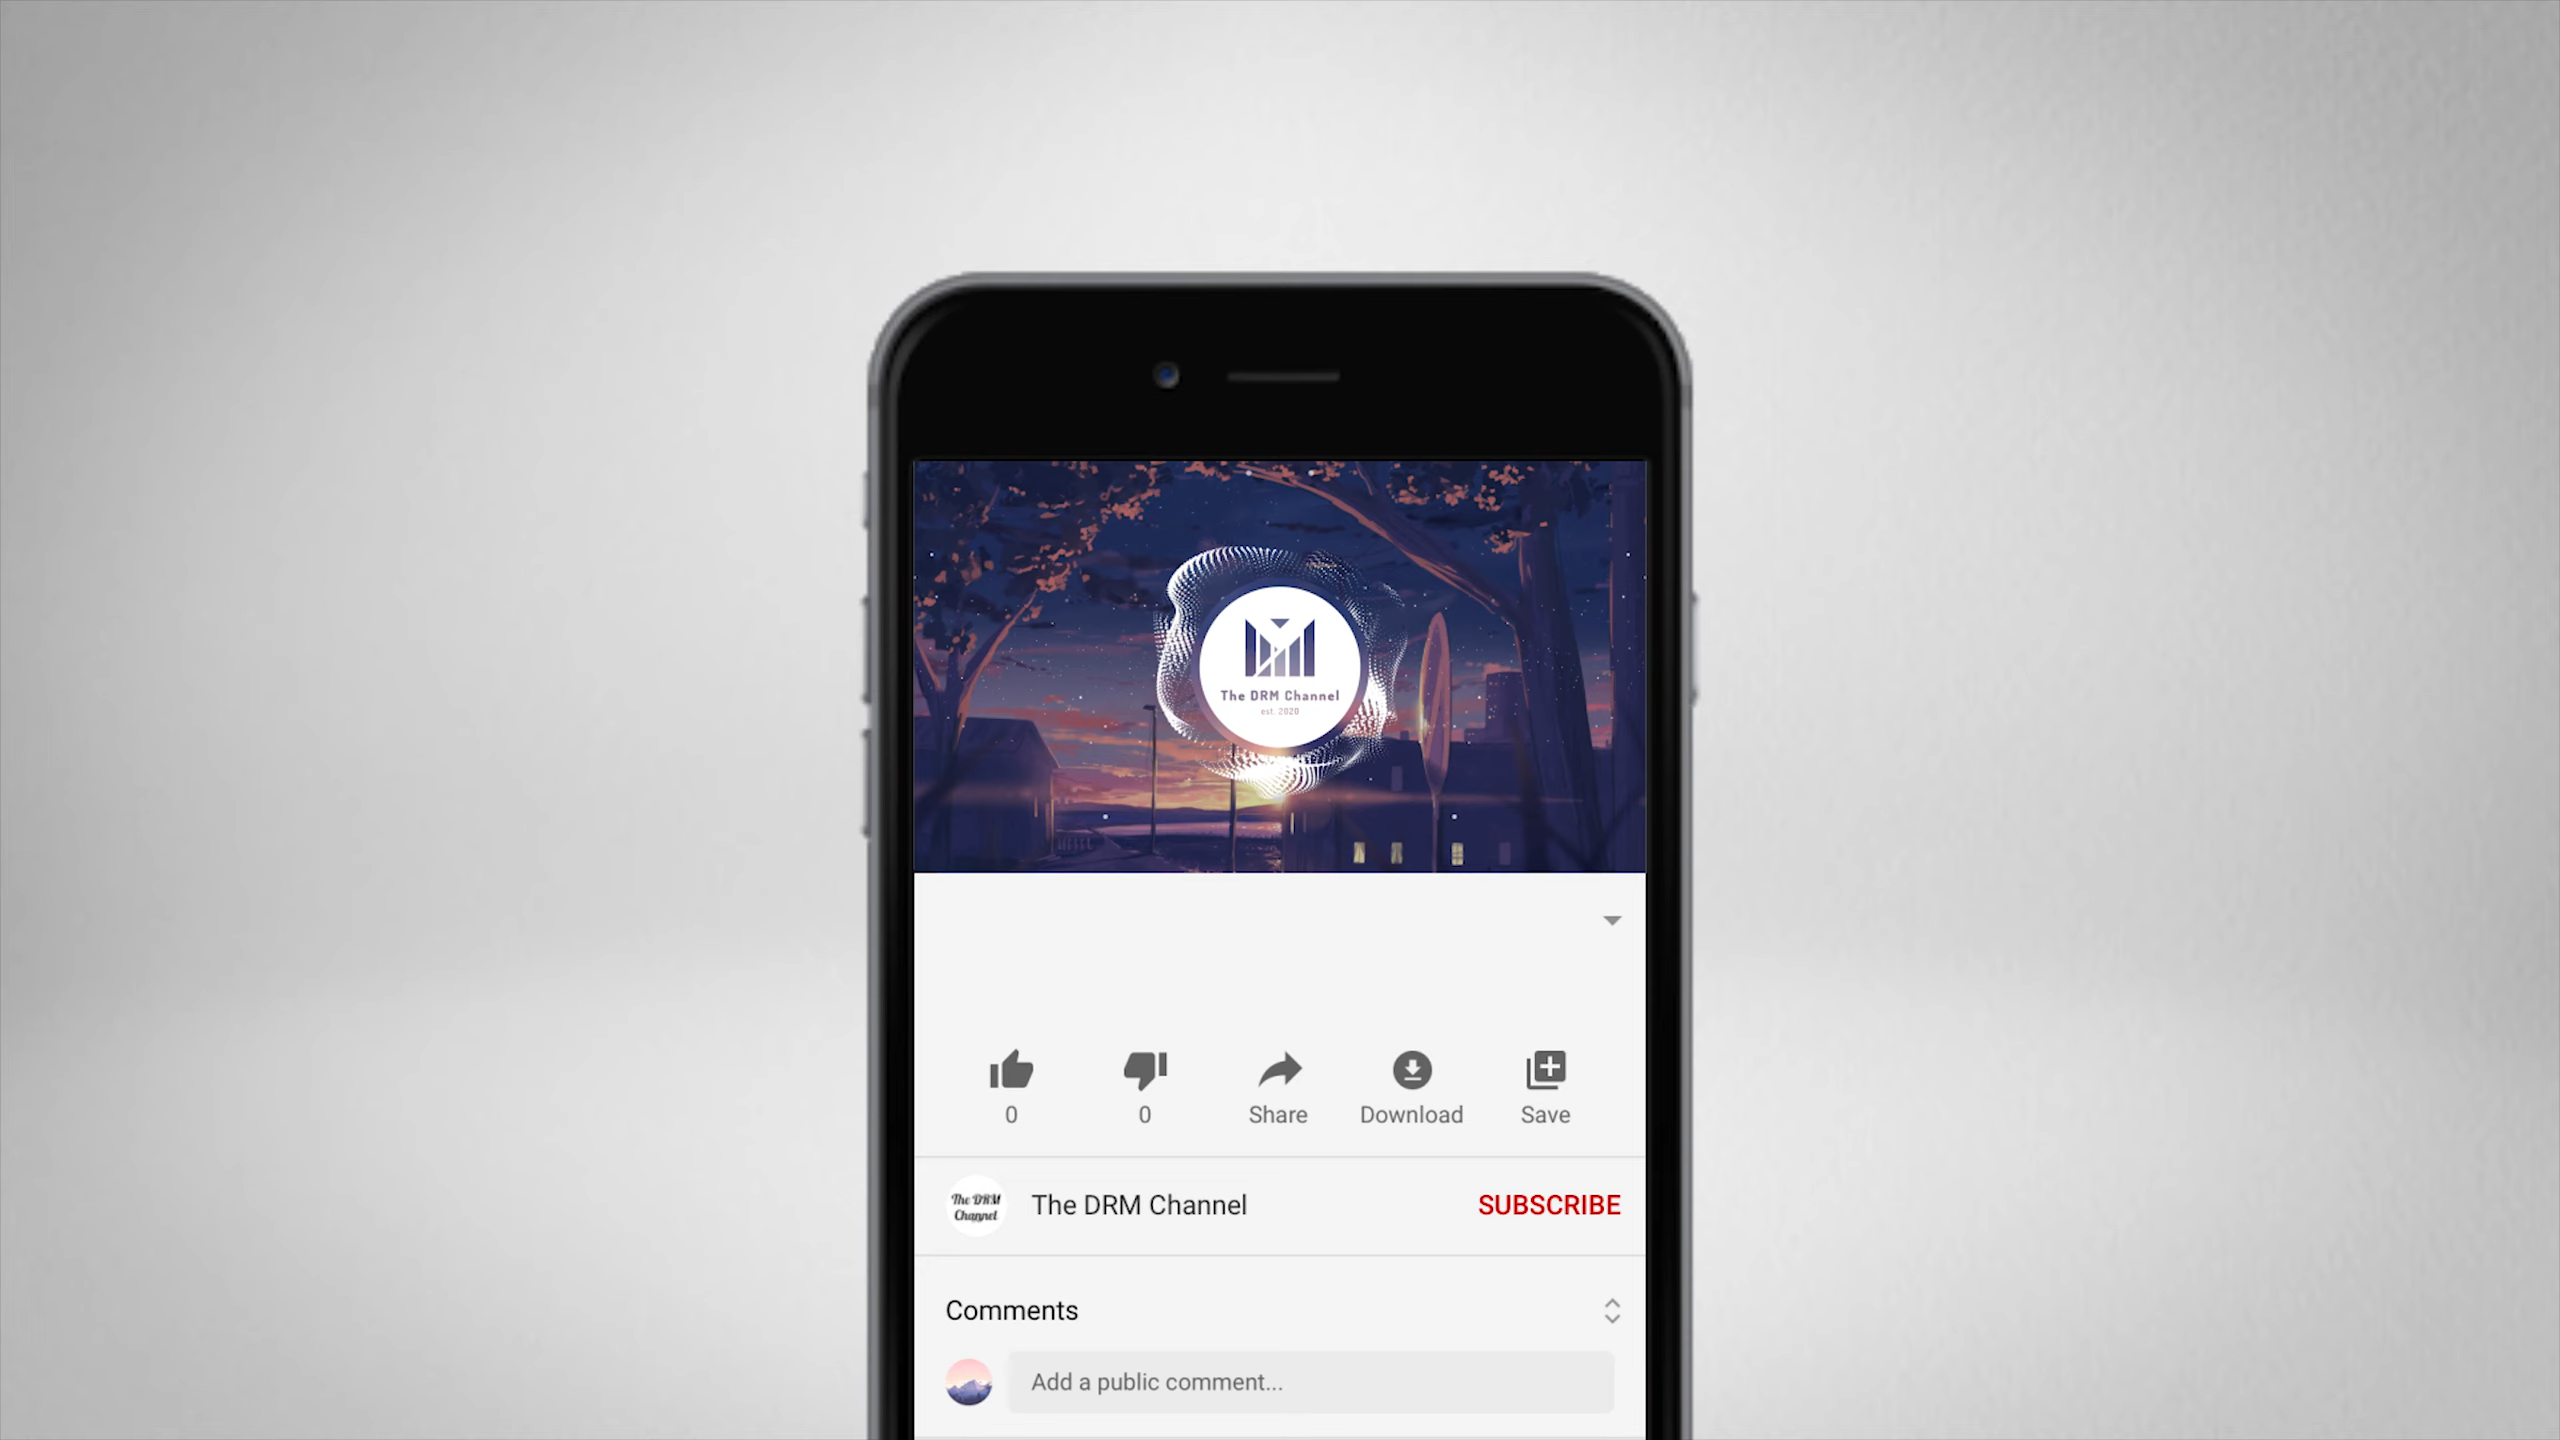 The DRM Channel
est. 2020
0
0
Share
Download
Save
The DRM
Channel
The DRM Channel
SUBSCRIBE
Comments
Add a public comment...